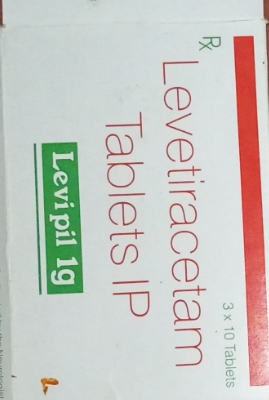 3 x 10 Tablets
Rx
Levetiracetam
Tablets IP
Levipil 1g